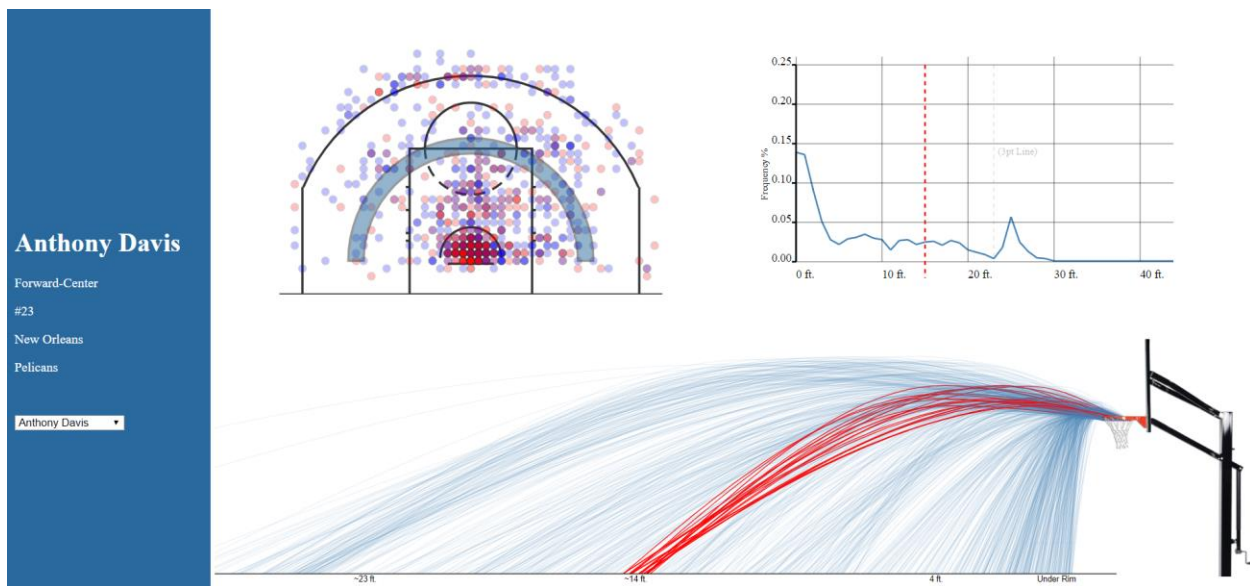 Anthony Davis
Forward-Center
#23
New Orleans
Pelicans
Anthony Davis
Frequency %
0.25
0.20
0.15
0.10
0.05
0.00
(3pt Line)
0 ft.
10 ft.
20 ft.
30 ft.
40 ft.
~23 ft.
~14 ft
4 ft.
Under Rim